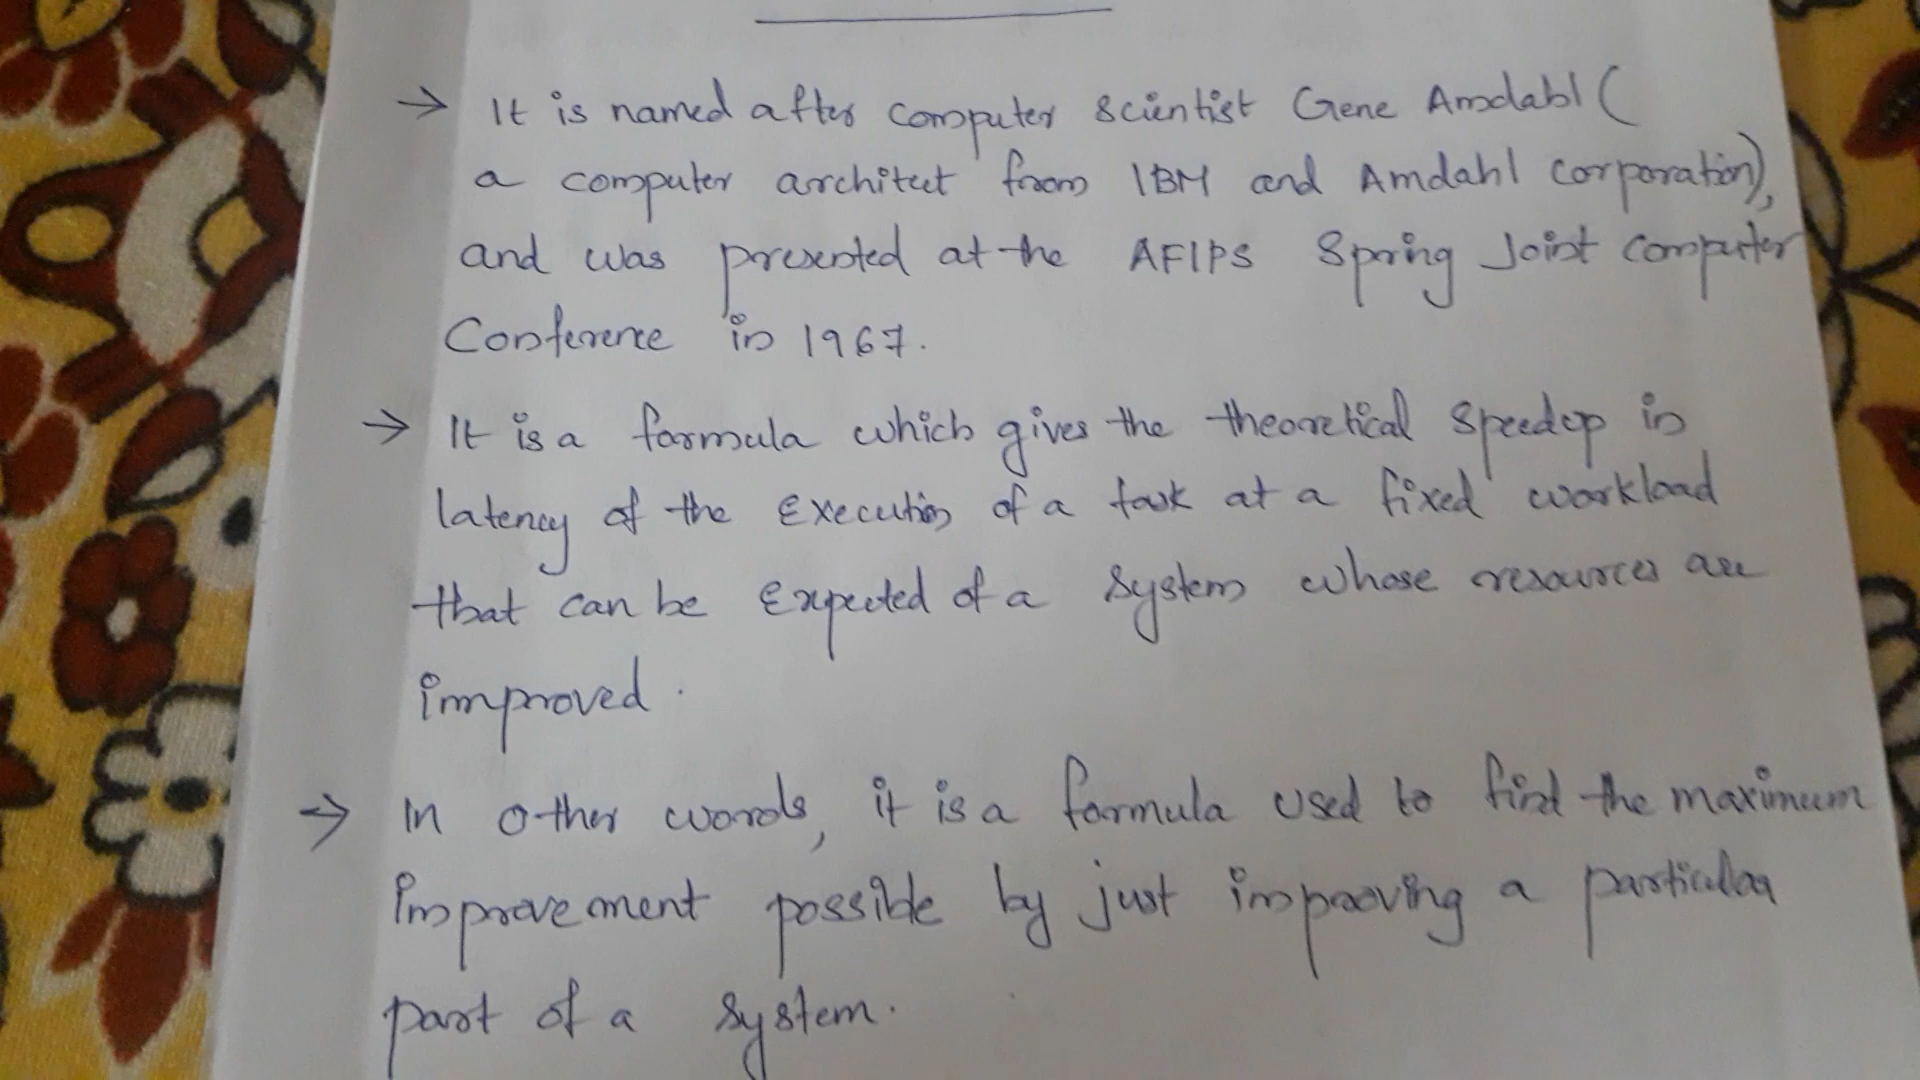 → It is named after computer scientist Gene Amdahl (
a computer architect from IBM and Amdahl corporation),
and was presented at the AFIPS Spring Joint Computer
Conference in 1967.
→ It is a formula which gives the theoretical speedup in
latency of the execution of a task at a fixed workload
that can be expected of a system whose resources are
improved.
→ In other words, it is a formula used to find the maximum
improvement possible by just improving a particular
part of a system.